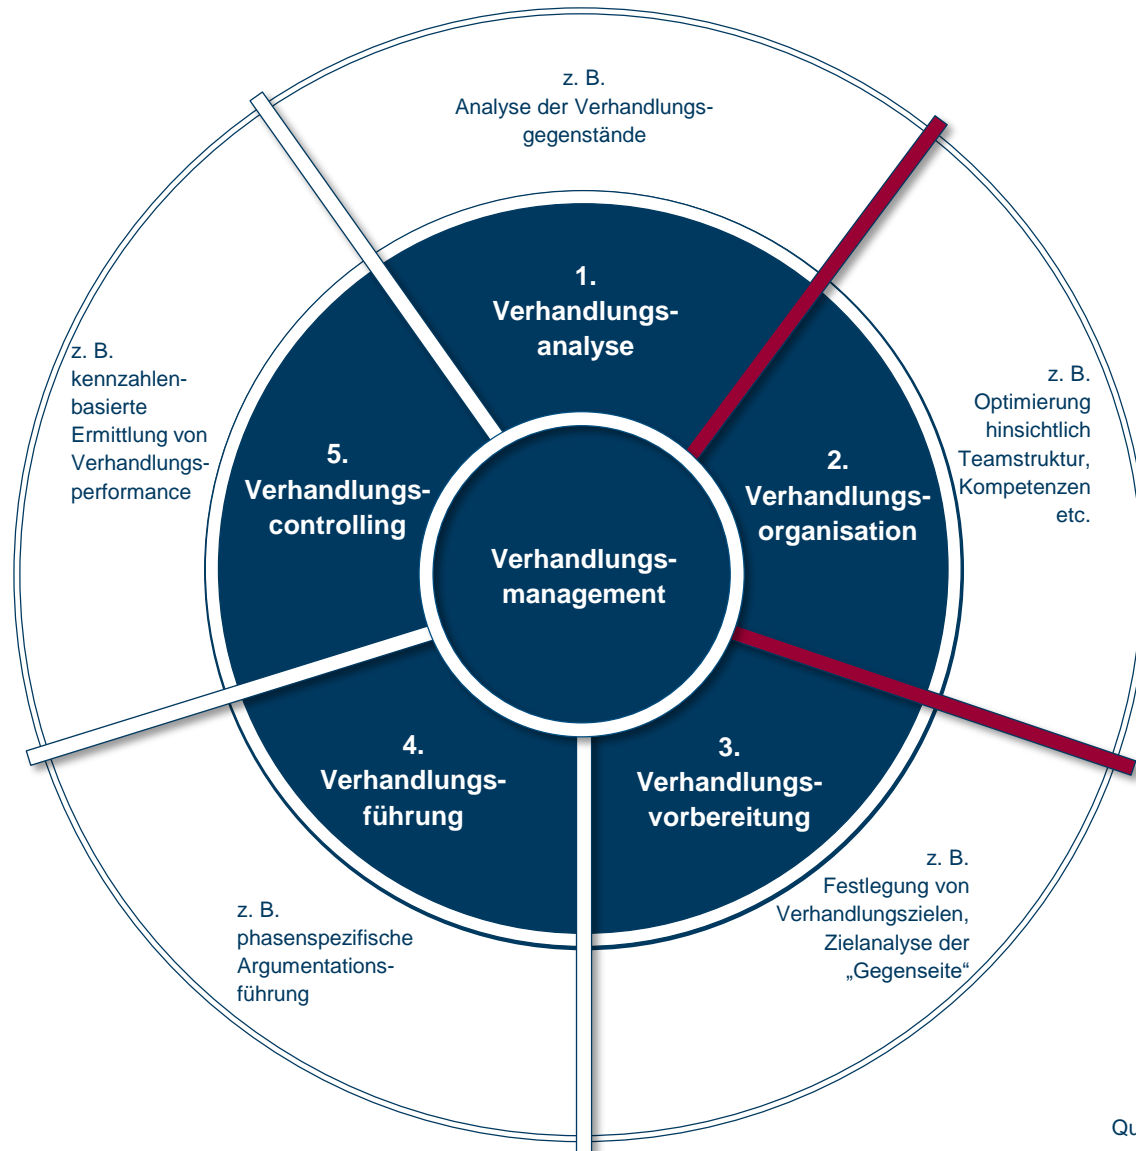 z. B.
Analyse der Verhandlungs-
gegenstände
1.
Verhandlungs-
analyse
z. B.
Optimierung
hinsichtlich
Teamstruktur,
Kompetenzen
etc.
2.
Verhandlungs-
organisation
Verhandlungs-
management
z. B.
kennzahlen-
basierte
Ermittlung von
Verhandlungs-
performance
5.
Verhandlungs-
controlling
3.
Verhandlungs-
vorbereitung
z. B.
Festlegung von
Verhandlungszielen,
Zielanalyse der
„Gegenseite“
4.
Verhandlungs-
führung
z. B.
phasenspezifische
Argumentations-
führung